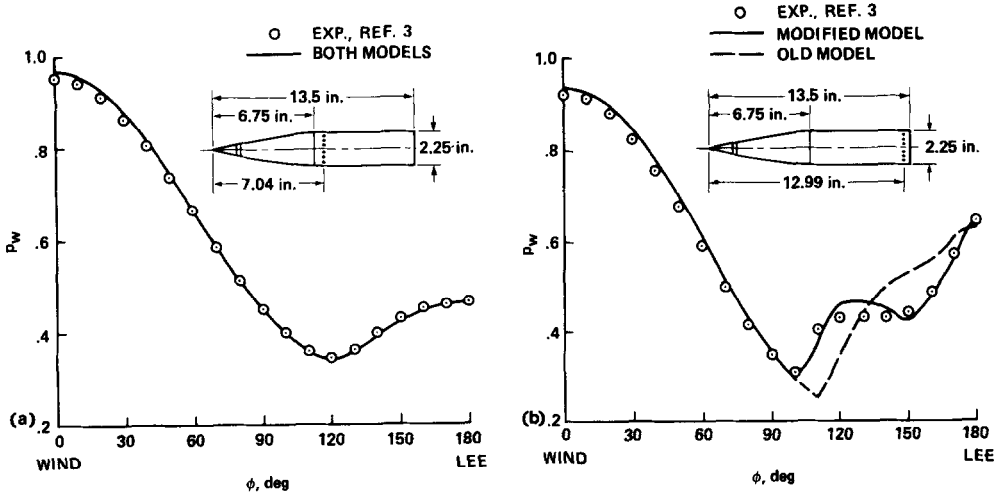 EXP., REF. 3
BOTH MODELS
(a)
1.0
.8
.6
.4
.2
Pw
13.5 in.
6.75 in.
2.25 in.
7.04 in.
0
30
60
90
120
150
180
WIND
LEE
ϕ, deg
EXP., REF. 3
MODIFIED MODEL
OLD MODEL
(b)
1.0
.8
.6
.4
.2
Pw
13.5 in.
6.75 in.
2.25 in.
12.99 in.
0
30
60
90
120
150
180
WIND
LEE
ϕ, deg